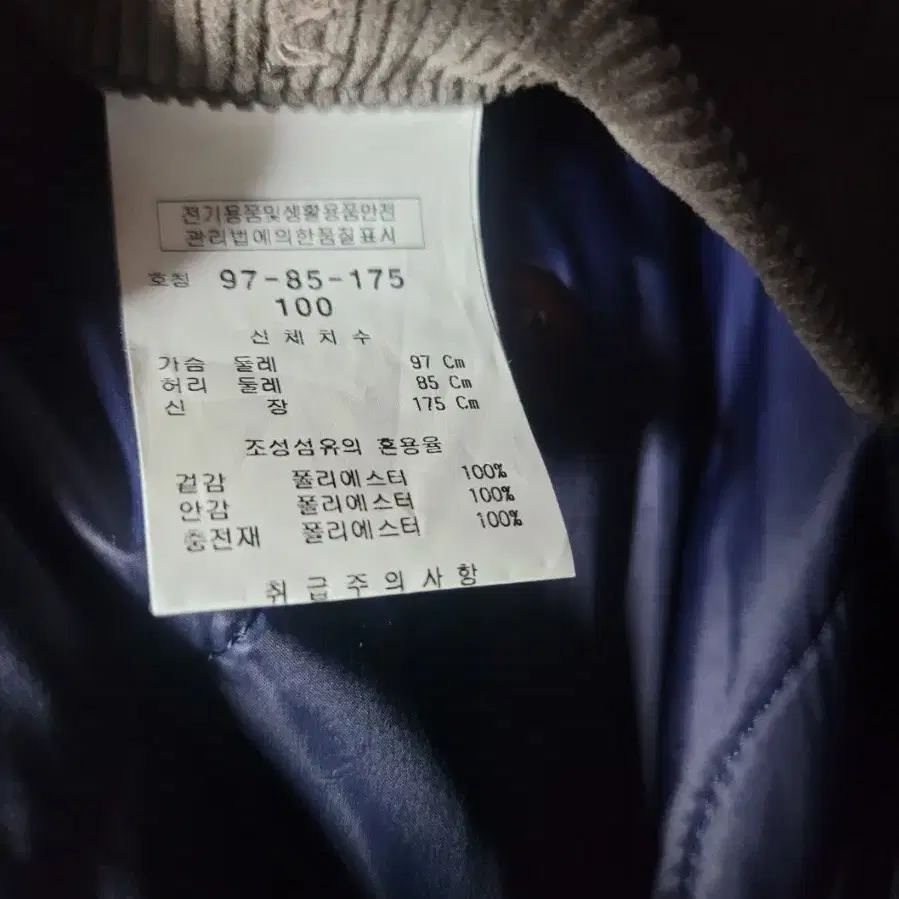 전기용품및생활용품안전
관리법에의한품질표시
호칭 97-85-175
100
신체치수
가슴 둘레 97 Cm
허리 둘레 85 Cm
신 장 175 Cm
조성섬유의 혼용율
겉감 폴리에스터 100%
안감 폴리에스터 100%
충전재 폴리에스터 100%
취급주의사항